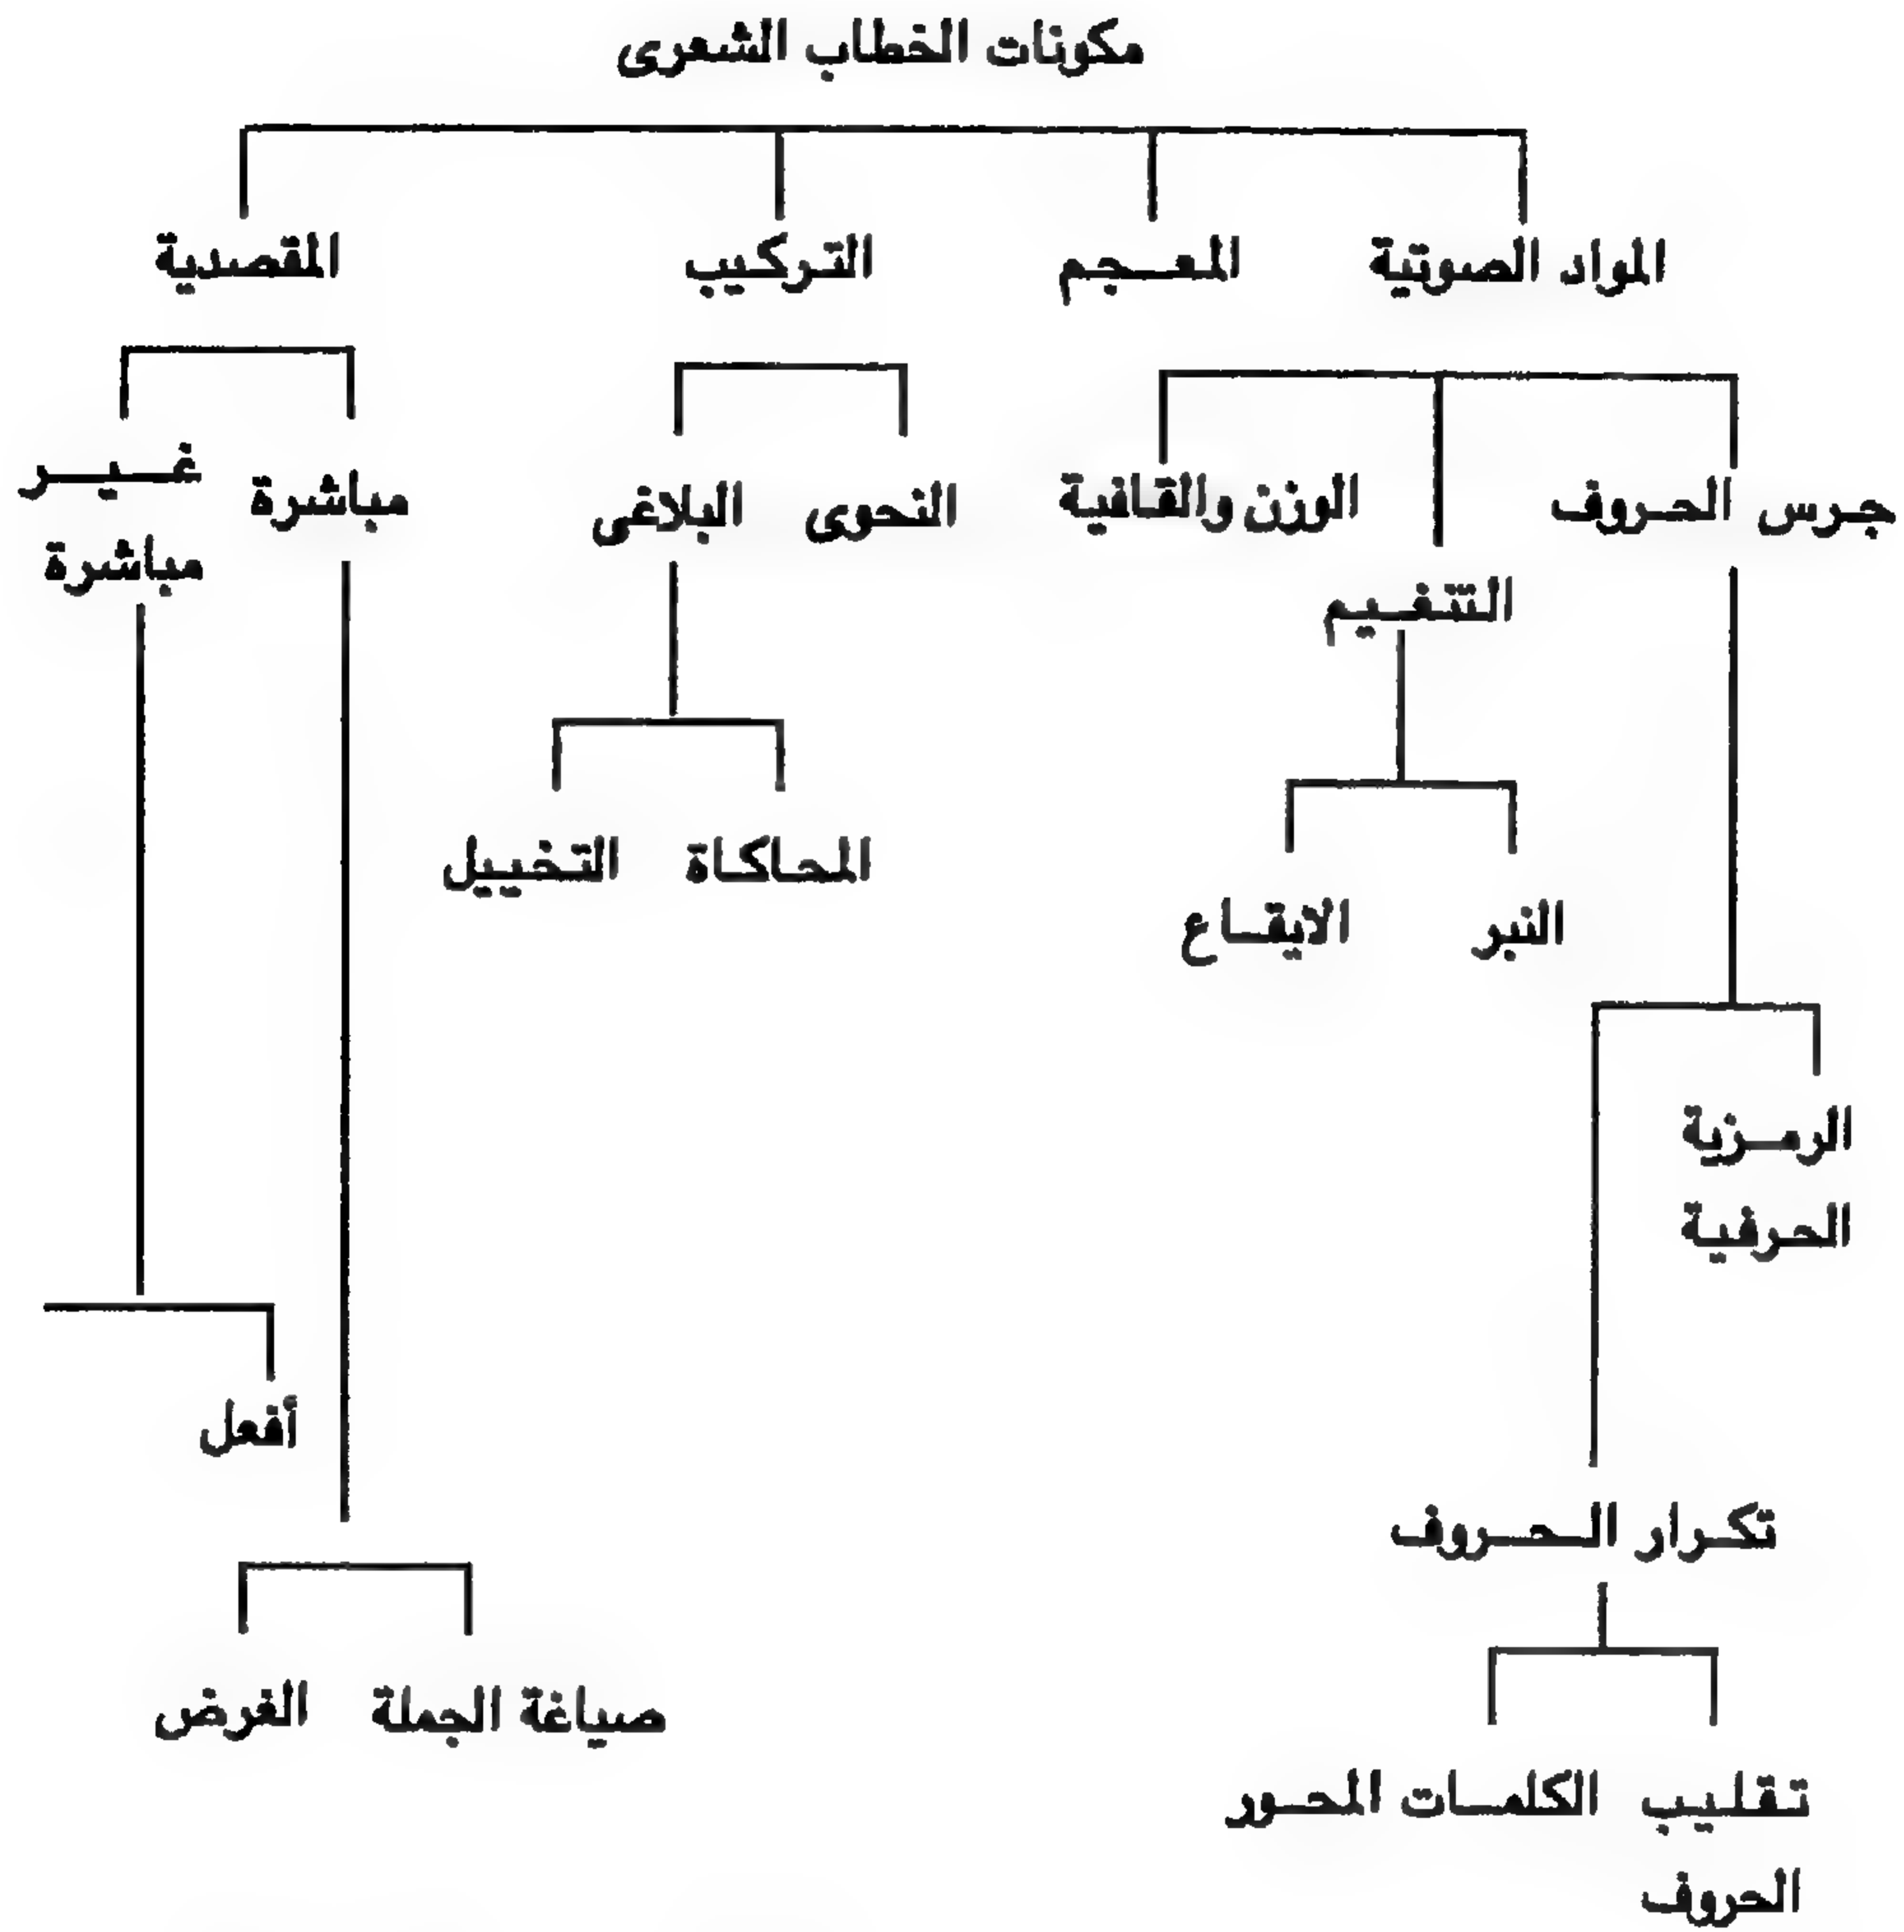 مكونات الخطاب الشعرى
المواد الصوتية المعجم التركيب المقصدية
جرس الحروف الوزن والقافية النحوى البلاغى مباشرة غير
مباشرة
التنغيم
المحاكاة التخييل
النبر الايقاع
الرمزية
الحرفية
أفعل
تكرار الحروف
صياغة الجملة الغرض
تقليب الكلمات المحور
الحروف